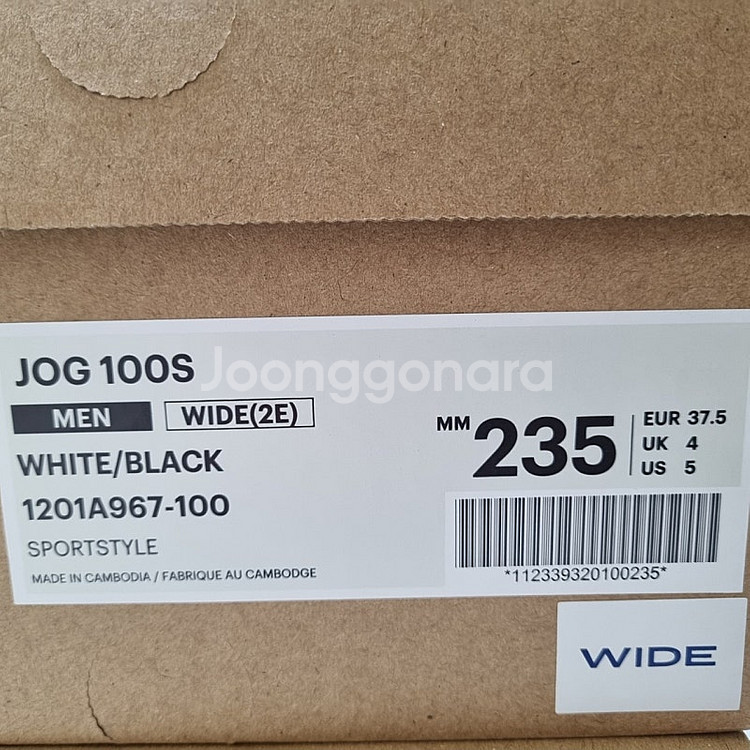 JOG 100S
Joonggonara
MEN WIDE(2E)
WHITE/BLACK
1201A967-100
SPORTSTYLE
MADE IN CAMBODIA / FABRIQUE AU CAMBODGE
MM 235
EUR 37.5
UK 4
US 5
*112339320100235*
WIDE